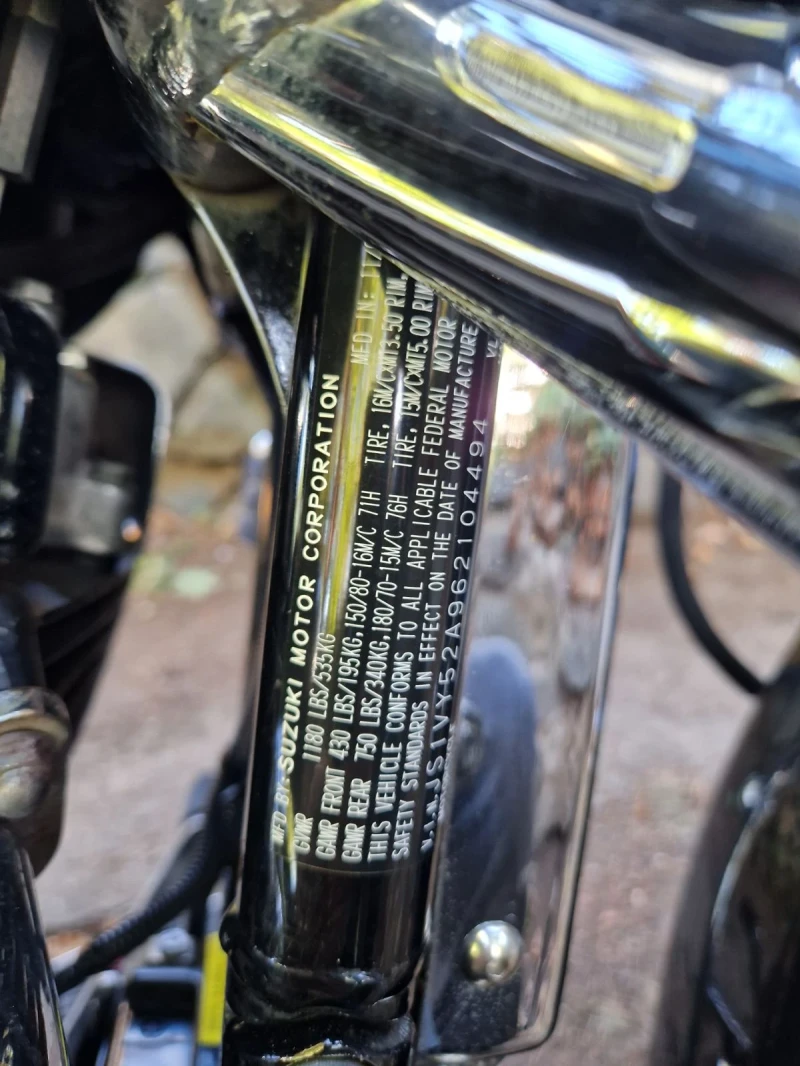 MFD BY SUZUKI MOTOR CORPORATION MFD IN:
GVWR 1180 LBS/535KG
GAWR FRONT 430 LBS/195KG,150/80-16M/C 71H TIRE, 16M/CXMT3.50 RIM,
GAWR REAR 750 LBS/340KG,180/70-15M/C 76H TIRE, 15M/CXMT5.00 RIM
THIS VEHICLE CONFORMS TO ALL APPLICABLE FEDERAL MOTOR
SAFETY STANDARDS IN EFFECT ON THE DATE OF MANUFACTURE
V.I.N.JS1VY52A962104494